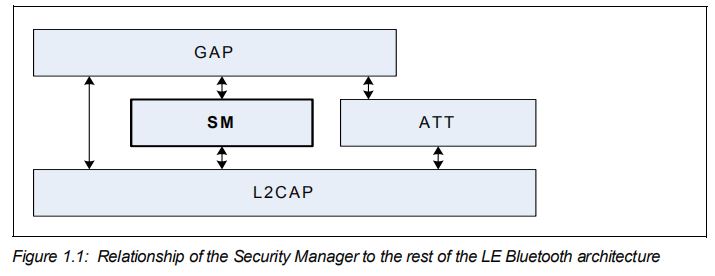 GAP
SM
ATT
L2CAP
Figure 1.1: Relationship of the Security Manager to the rest of the LE Bluetooth architecture